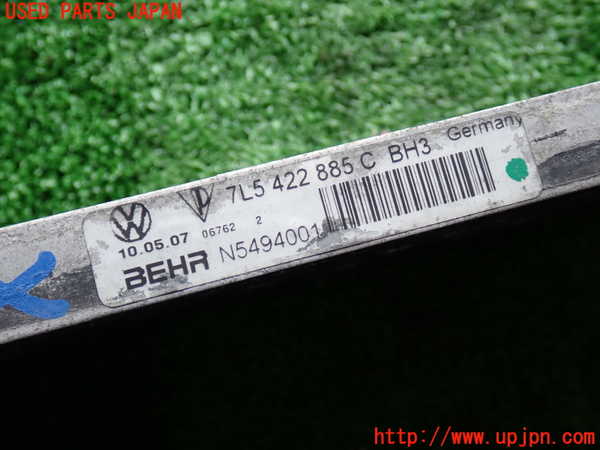 USED PARTS JAPAN
7L5 422 885 C BH3 Germany
VW
10.05.07 06762 2
BEHR N5494001
http://www.upjpn.com/